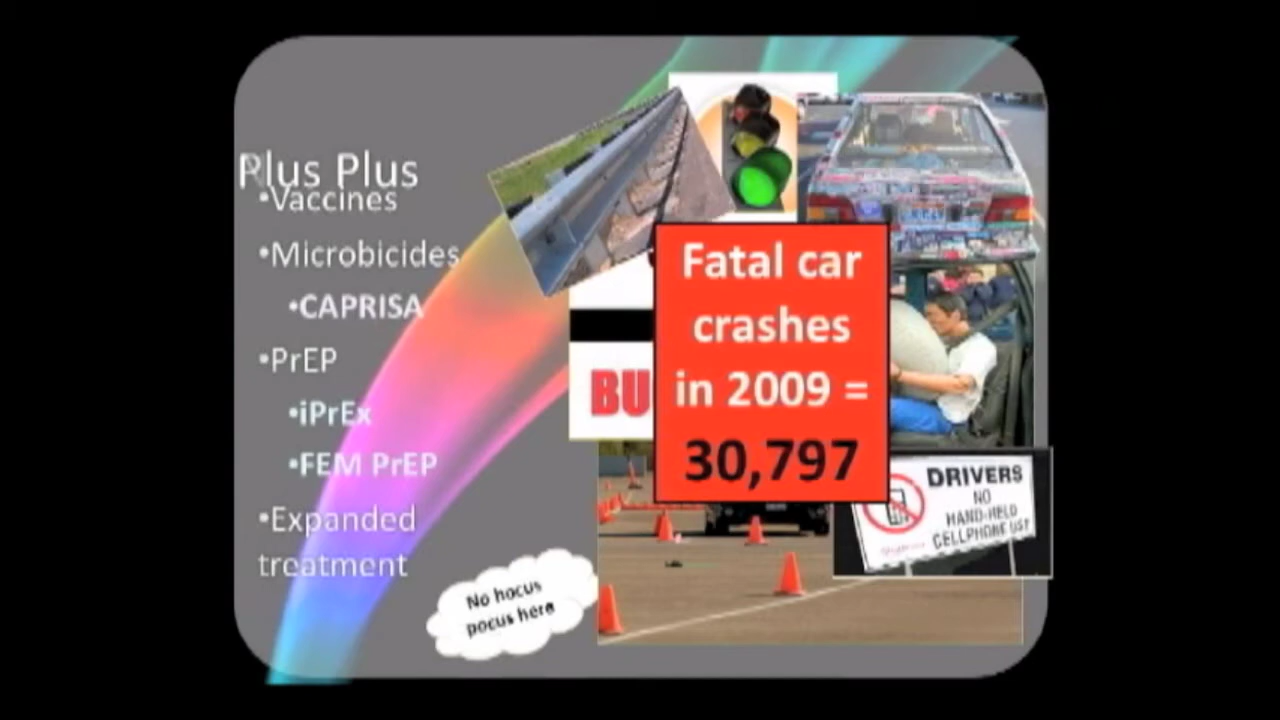 Plus Plus
•Vaccines
•Microbicides
•CAPRISA
•PrEP
•iPrEx
•FEM PrEP
•Expanded
treatment
No hocus
pocus here
BU
Fatal car
crashes
in 2009 =
30,797
DRIVERS
NO
HAND-HELD
CELLPHONE USE